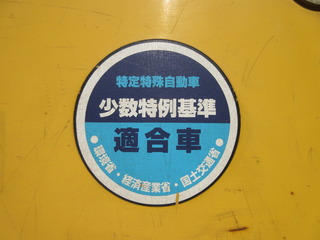 特定特殊自動車
少数特例基準
適合車
・環境省・経済産業省・国土交通省・